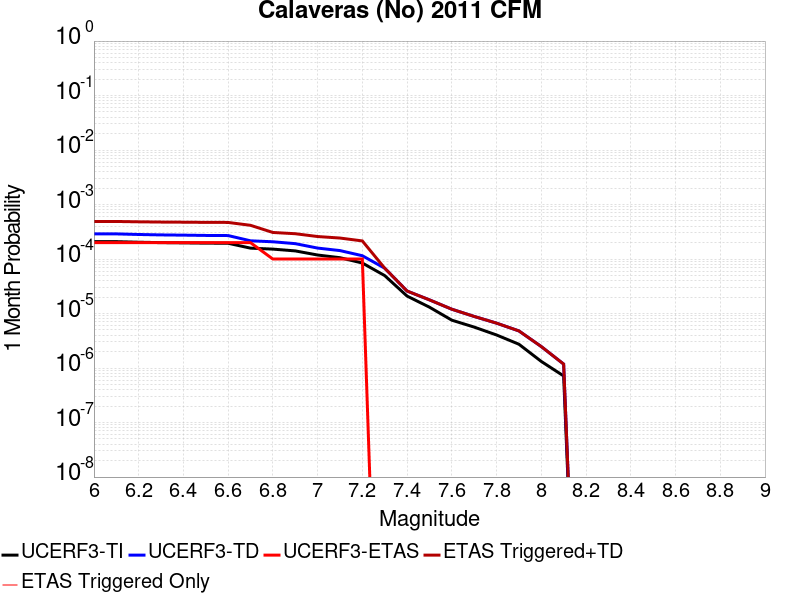 Calaveras (No) 2011 CFM
1 Month Probability
10^0
10^-1
10^-2
10^-3
10^-4
10^-5
10^-6
10^-7
10^-8
6 6.2 6.4 6.6 6.8 7 7.2 7.4 7.6 7.8 8 8.2 8.4 8.6 8.8 9
Magnitude
UCERF3-TI UCERF3-TD UCERF3-ETAS ETAS Triggered+TD
ETAS Triggered Only